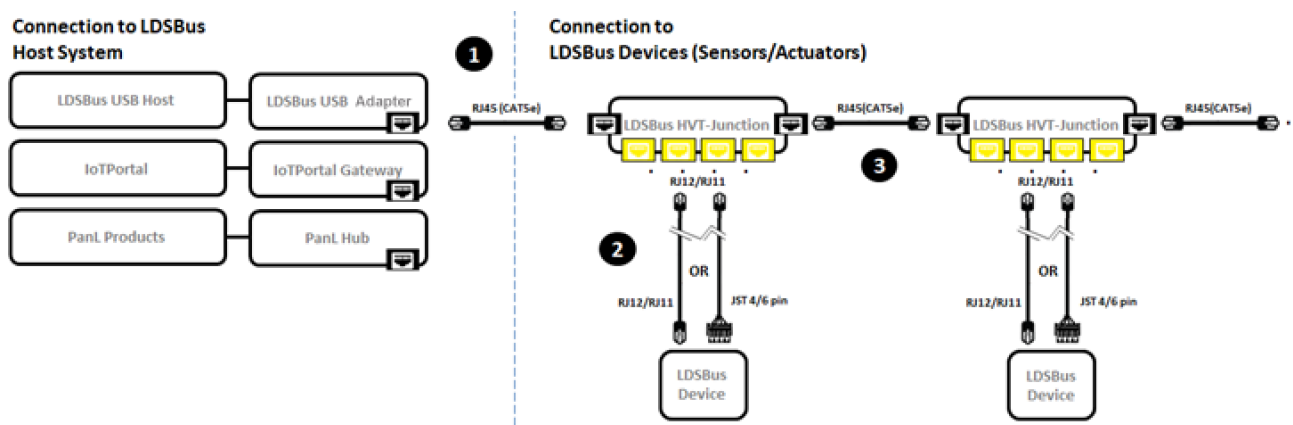 Connection to LDSBus
Host System
LDSBus USB Host
LDSBus USB Adapter
IoTPortal
IoTPortal Gateway
PanL Products
PanL Hub
1
RJ45 (CAT5e)
Connection to
LDSBus Devices (Sensors/Actuators)
LDSBus HVT-Junction
RJ45(CAT5e)
LDSBus HVT-Junction
RJ45(CAT5e)
3
RJ12/RJ11
RJ12/RJ11
2
OR
OR
RJ12/RJ11
JST 4/6 pin
RJ12/RJ11
JST 4/6 pin
LDSBus
Device
LDSBus
Device